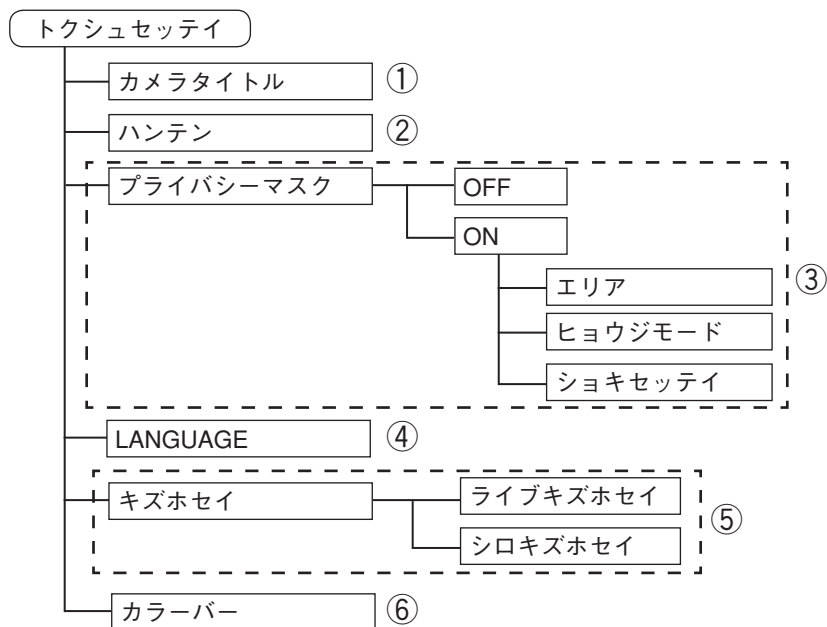 トクシュセッテイ
カメラタイトル ①
ハンテン ②
プライバシーマスク OFF
ON
エリア ③
ヒョウジモード
ショキセッテイ
LANGUAGE ④
キズホセイ ライブキズホセイ
⑤
シロキズホセイ
カラーバー ⑥